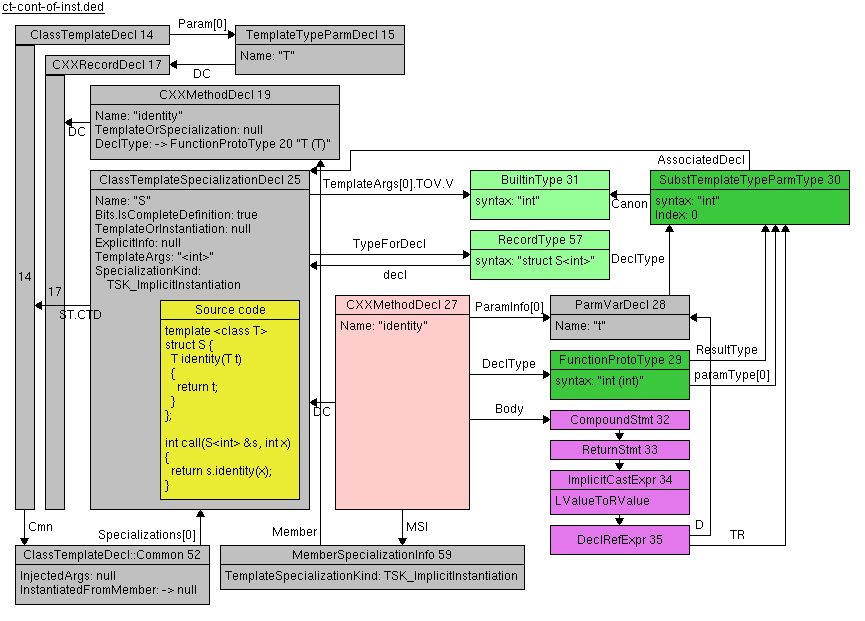 ct-cont-of-inst.ded
ClassTemplateDecl 14
Param[0]
TemplateTypeParmDecl 15
Name: "T"
CXXRecordDecl 17
DC
CXXMethodDecl 19
Name: "identity"
TemplateOrSpecialization: null
DeclType: -> FunctionProtoType 20 "T (T)"
DC
AssociatedDecl
ClassTemplateSpecializationDecl 25
Name: "S"
Bits.IsCompleteDefinition: true
TemplateOrInstantiation: null
ExplicitInfo: null
TemplateArgs: "<int>"
SpecializationKind:
TSK_ImplicitInstantiation
TemplateArgs[0].TOV.V
BuiltinType 31
syntax: "int"
Canon
SubstTemplateTypeParmType 30
syntax: "int"
Index: 0
TypeForDecl
decl
RecordType 57
syntax: "struct S<int>"
DeclType
14
17
ST.CTD
Source code
template <class T>
struct S {
T identity(T t)
{
return t;
}
};
int call(S<int> &s, int x)
{
return s.identity(x);
}
CXXMethodDecl 27
Name: "identity"
ParamInfo[0]
ParmVarDecl 28
Name: "t"
DeclType
FunctionProtoType 29
syntax: "int (int)"
ResultType
paramType[0]
DC
Body
CompoundStmt 32
ReturnStmt 33
ImplicitCastExpr 34
LValueToRValue
DeclRefExpr 35
D
TR
Cmn
Specializations[0]
Member
MSI
ClassTemplateDecl::Common 52
InjectedArgs: null
InstantiatedFromMember: -> null
MemberSpecializationInfo 59
TemplateSpecializationKind: TSK_ImplicitInstantiation